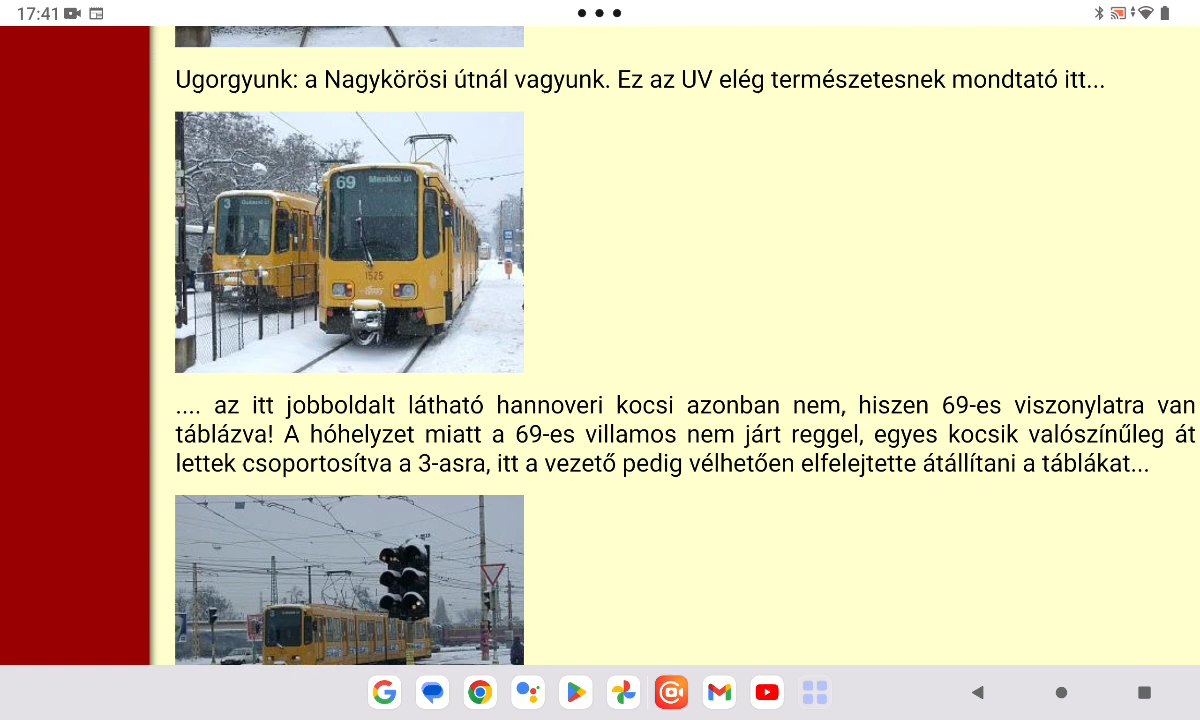 17:41
Ugorgyunk: a Nagykörösi útnál vagyunk. Ez az UV elég természetesnek mondtató itt...
3
69 Mexikói út
1525
.... az itt jobboldalt látható hannoveri kocsi azonban nem, hiszen 69-es viszonylatra van
táblázva! A hóhelyzet miatt a 69-es villamos nem járt reggel, egyes kocsik valószínűleg át
lettek csoportosítva a 3-asra, itt a vezető pedig vélhetően elfelejtette átállítani a táblákat...
3